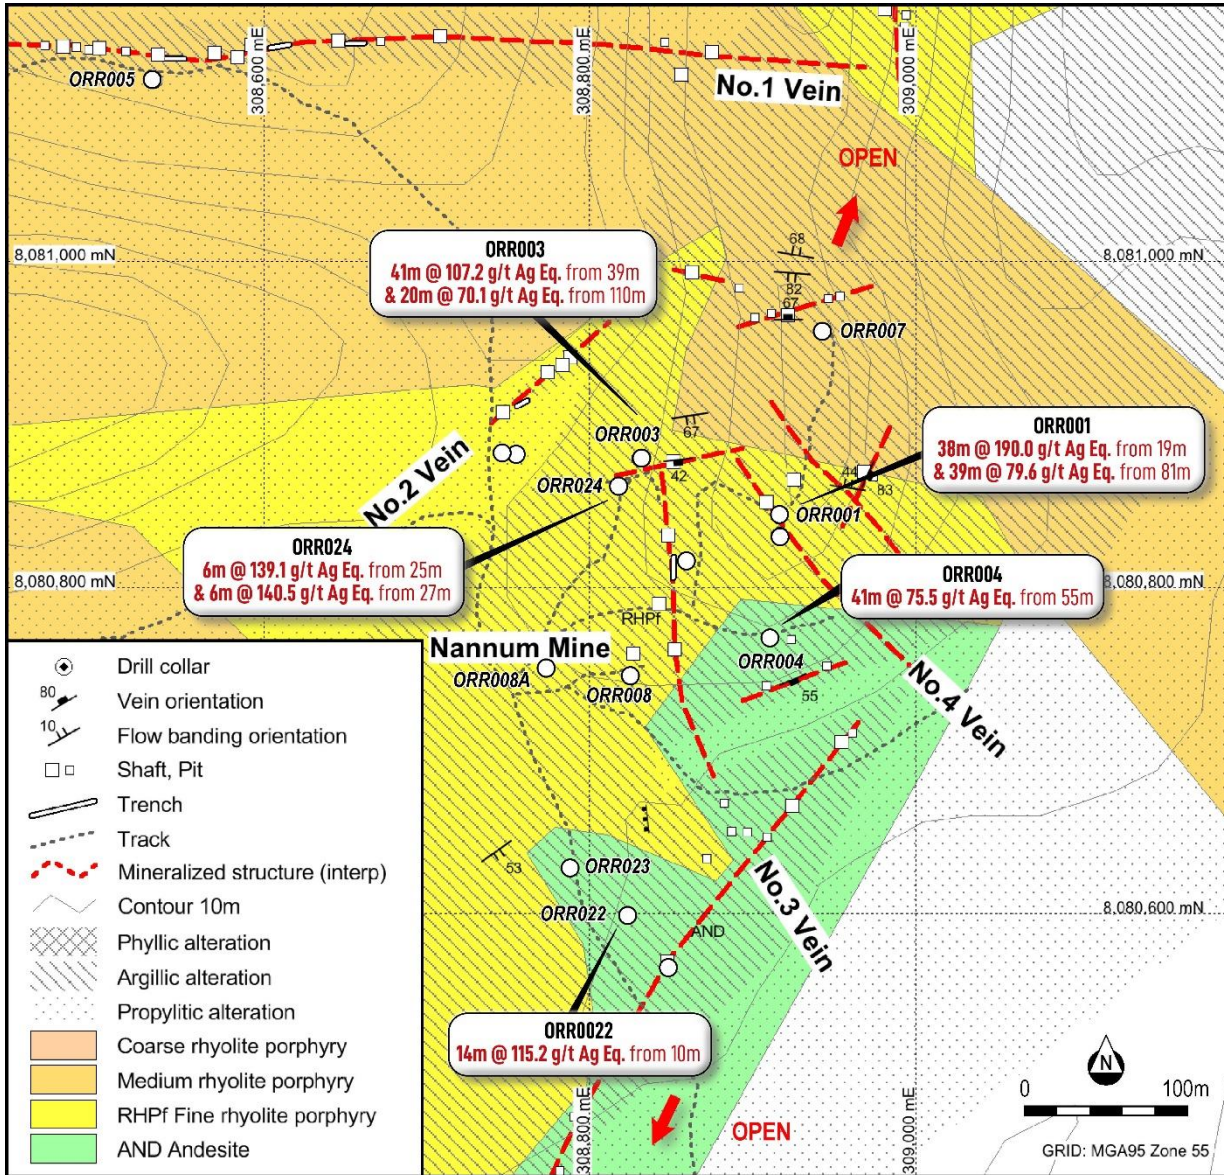 308,600 mE
308,800 mE
309,000 mE
ORR005
No.1 Vein
OPEN
8,081,000 mN
8,081,000 mN
68
82
67
ORR003
41m @ 107.2 g/t Ag Eq. from 39m
& 20m @ 70.1 g/t Ag Eq. from 110m
ORR007
ORR003
67
42
No.2 Vein
ORR024
44
83
ORR001
38m @ 190.0 g/t Ag Eq. from 19m
& 39m @ 79.6 g/t Ag Eq. from 81m
ORR001
ORR024
6m @ 139.1 g/t Ag Eq. from 25m
& 6m @ 140.5 g/t Ag Eq. from 27m
ORR004
41m @ 75.5 g/t Ag Eq. from 55m
8,080,800 mN
8,080,800 mN
RHPf
Nannum Mine
ORR004
ORR008A
ORR008
55
No.4 Vein
53
ORR023
ORR022
AND
No.3 Vein
8,080,600 mN
ORR0022
14m @ 115.2 g/t Ag Eq. from 10m
308,800 mE
309,000 mE
OPEN
Drill collar
80
Vein orientation
10
Flow banding orientation
Shaft, Pit
Trench
Track
Mineralized structure (interp)
Contour 10m
Phyllic alteration
Argillic alteration
Propylitic alteration
Coarse rhyolite porphyry
Medium rhyolite porphyry
RHPf Fine rhyolite porphyry
AND Andesite
N
0
100m
GRID: MGA95 Zone 55